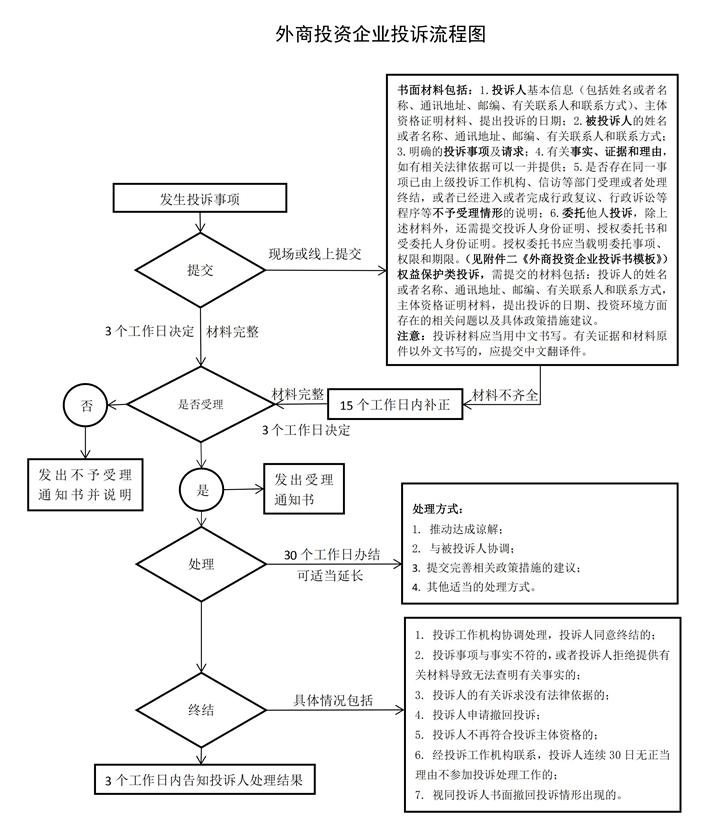 外商投资企业投诉流程图
书面材料包括：1.投诉人基本信息（包括姓名或者名
称、通讯地址、邮编、有关联系人和联系方式）、主体
资格证明材料、提出投诉的日期；2.被投诉人的姓名
或者名称、通讯地址、邮编、有关联系人和联系方式；
3.明确的投诉事项及请求；4.有关事实、证据和理由，
如有相关法律依据可以一并提供；5.是否存在同一事
项已由上级投诉工作机构、信访等部门受理或者处理
终结，或者已经进入或者完成行政复议、行政诉讼等
程序等不予受理情形的说明；6.委托他人投诉，除上
述材料外，还需提交投诉人身份证明、授权委托书和
受委托人身份证明。授权委托书应当载明委托事项、
权限和期限。（见附件二《外商投资企业投诉书模板》）
权益保护类投诉，需提交的材料包括：投诉人的姓名
或者名称、通讯地址、邮编、有关联系人和联系方式，
主体资格证明材料，提出投诉的日期、投资环境方面
存在的相关问题以及具体政策措施建议。
注意：投诉材料应当用中文书写。有关证据和材料原
件以外文书写的，应提交中文翻译件。
发生投诉事项
提交
现场或线上提交
3 个工作日决定
材料完整
是否受理
材料完整
15 个工作日内补正
材料不齐全
3 个工作日决定
否
发出不予受理
通知书并说明
是
发出受理
通知书
处理
30 个工作日办结
可适当延长
处理方式：
1. 推动达成谅解；
2. 与被投诉人协调；
3. 提交完善相关政策措施的建议；
4. 其他适当的处理方式。
终结
具体情况包括
1. 投诉工作机构协调处理，投诉人同意终结的；
2. 投诉事项与事实不符的，或者投诉人拒绝提供有
关材料导致无法查明有关事实的；
3. 投诉人的有关诉求没有法律依据的；
4. 投诉人申请撤回投诉；
5. 投诉人不再符合投诉主体资格的；
6. 经投诉工作机构联系，投诉人连续 30 日无正当
理由不参加投诉处理工作的；
7. 视同投诉人书面撤回投诉情形出现的。
3 个工作日内告知投诉人处理结果